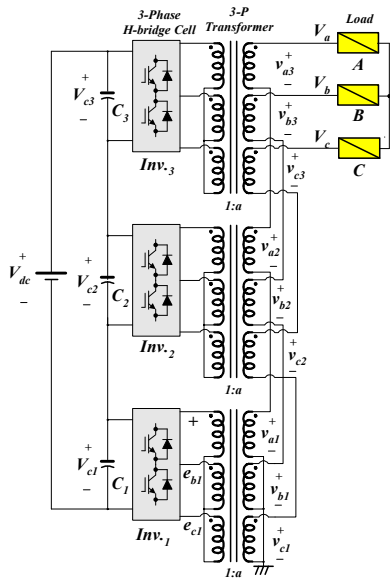 3-Phase
H-bridge Cell
3-P
Transformer
Load
V_a
A
V_b
B
V_c
C
+
V_c3
−
C_3
Inv._3
+
v_a3
−
+
v_b3
−
+
v_c3
−
1:a
+
V_dc
−
+
V_c2
−
C_2
Inv._2
+
v_a2
−
+
v_b2
−
+
v_c2
−
1:a
+
V_c1
−
C_1
Inv._1
+
e_b1
e_c1
+
v_a1
−
+
v_b1
−
+
v_c1
−
1:a